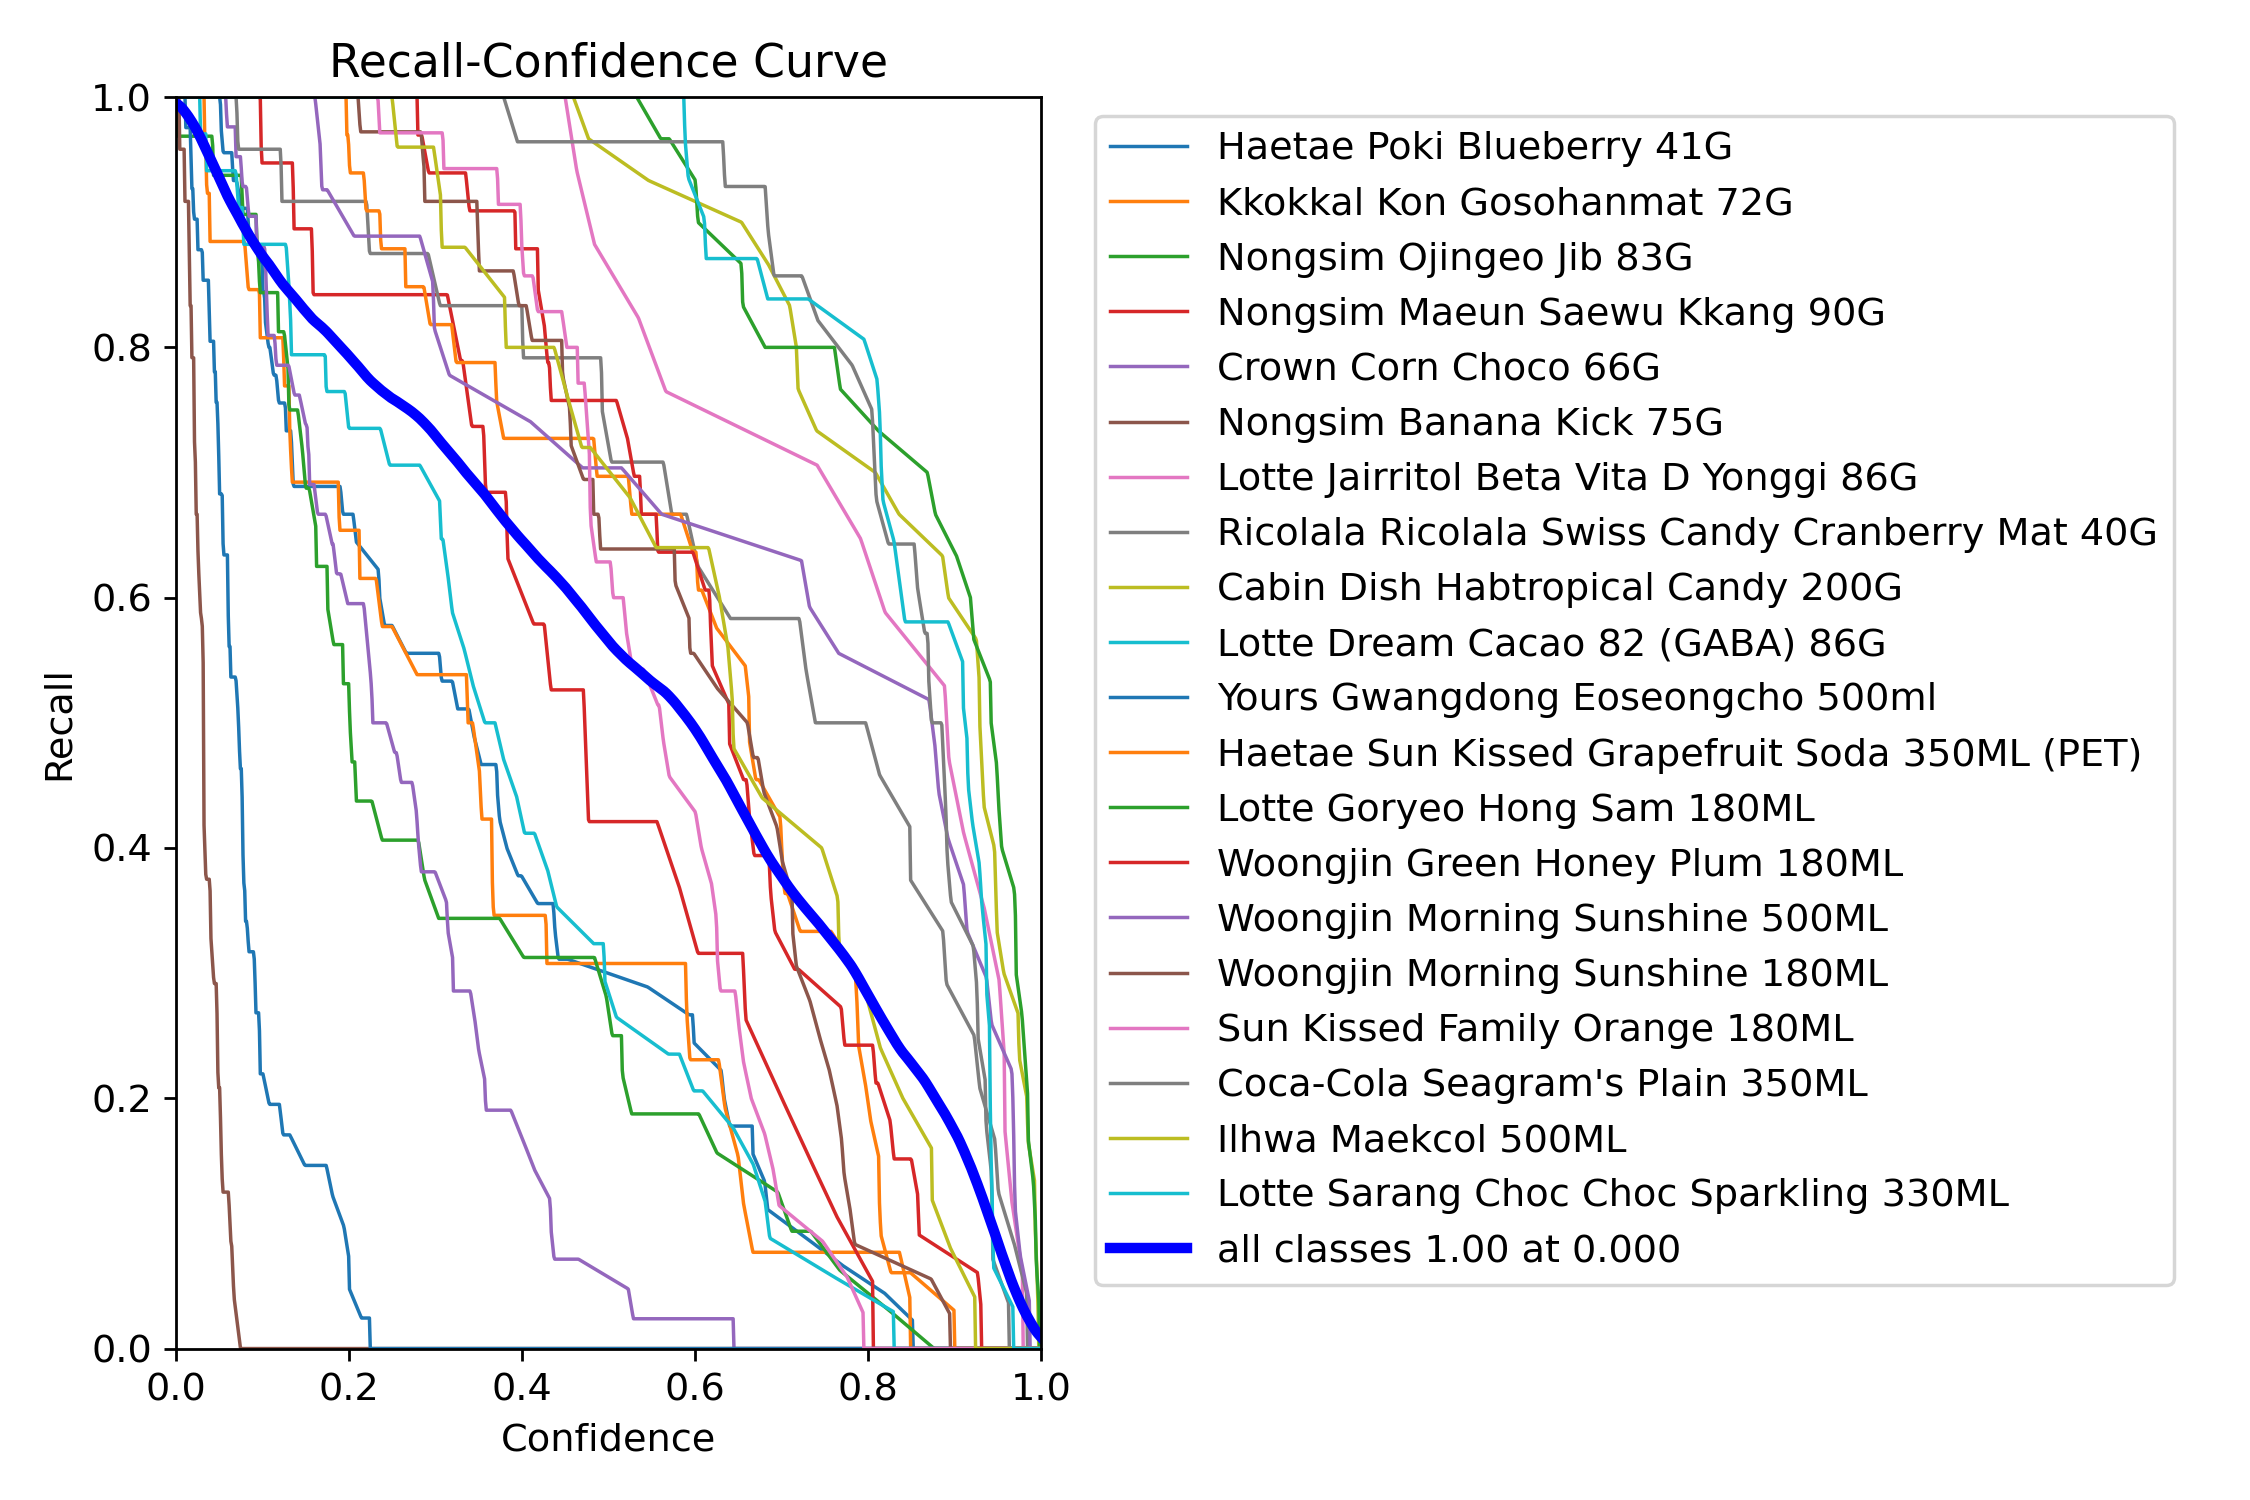 Recall-Confidence Curve
1.0
0.8
0.6
0.4
0.2
0.0
Recall
0.0 0.2 0.4 0.6 0.8 1.0
Confidence
Haetae Poki Blueberry 41G
Kkokkal Kon Gosohanmat 72G
Nongsim Ojingeo Jib 83G
Nongsim Maeun Saewu Kkang 90G
Crown Corn Choco 66G
Nongsim Banana Kick 75G
Lotte Jairritol Beta Vita D Yonggi 86G
Ricolala Ricolala Swiss Candy Cranberry Mat 40G
Cabin Dish Habtropical Candy 200G
Lotte Dream Cacao 82 (GABA) 86G
Yours Gwangdong Eoseongcho 500ml
Haetae Sun Kissed Grapefruit Soda 350ML (PET)
Lotte Goryeo Hong Sam 180ML
Woongjin Green Honey Plum 180ML
Woongjin Morning Sunshine 500ML
Woongjin Morning Sunshine 180ML
Sun Kissed Family Orange 180ML
Coca-Cola Seagram's Plain 350ML
Ilhwa Maekcol 500ML
Lotte Sarang Choc Choc Sparkling 330ML
all classes 1.00 at 0.000